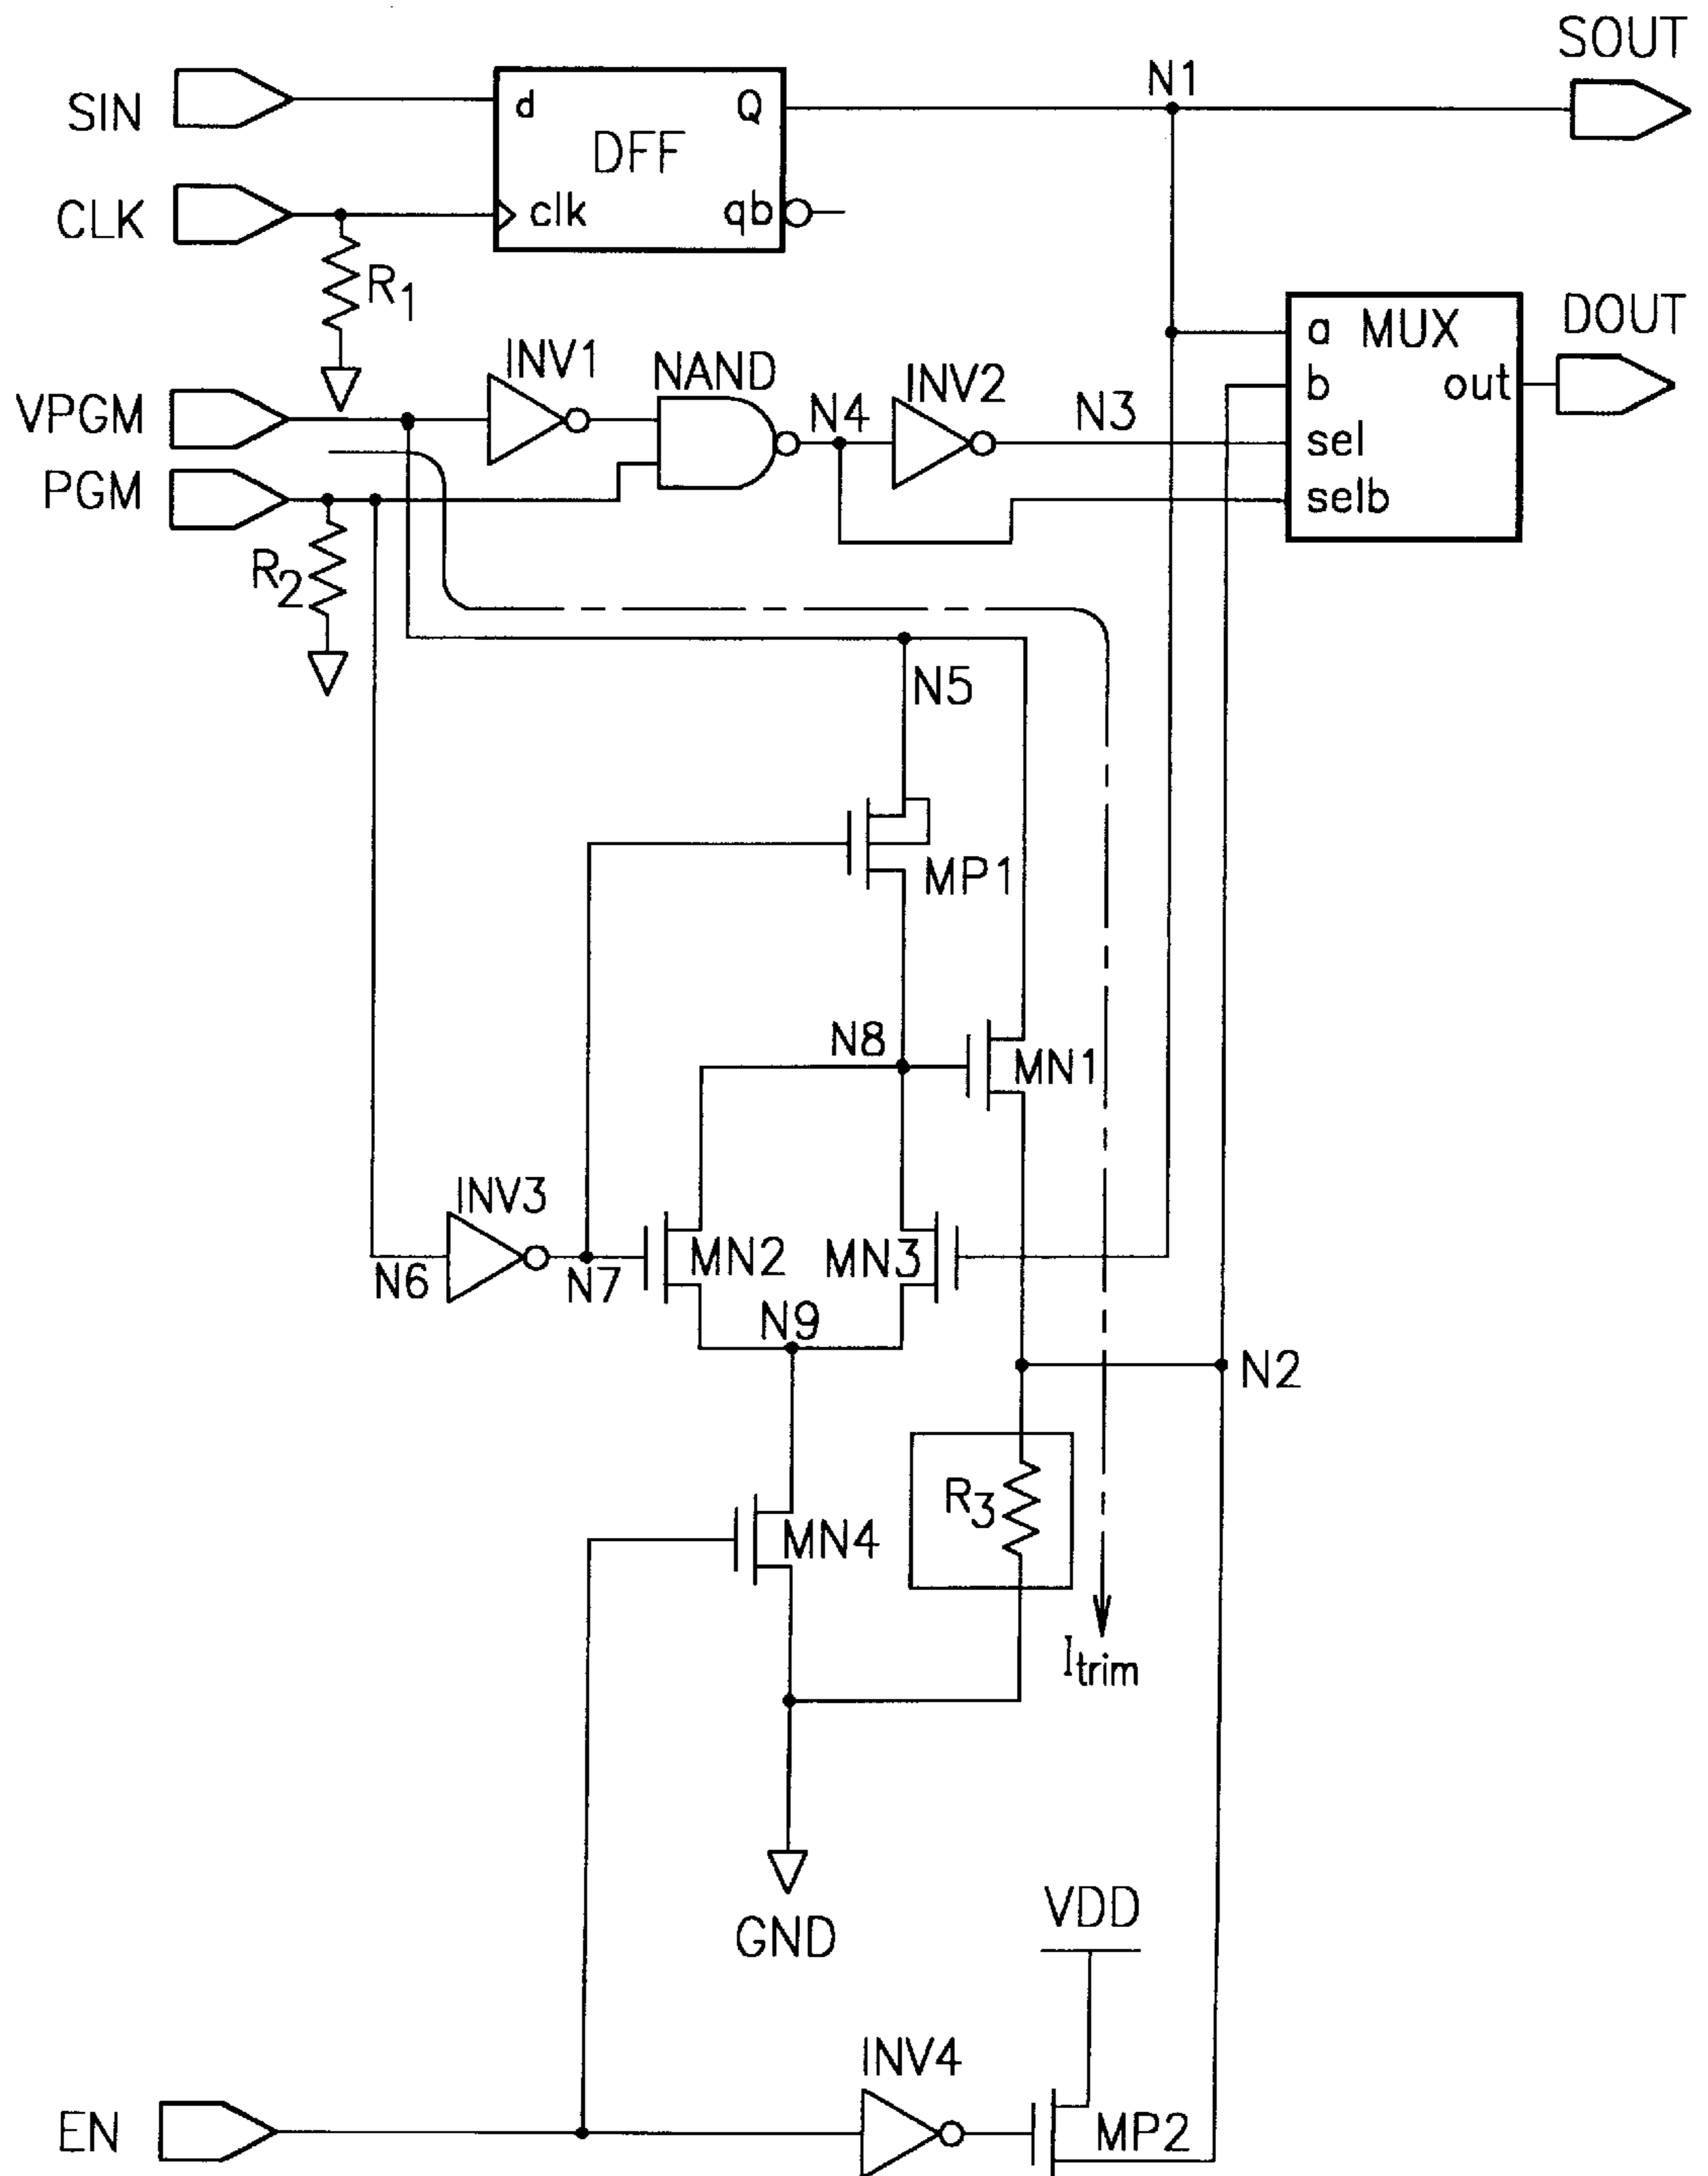 SOUT
N1
SIN
d
Q
DFF
CLK
clk
qb
R1
DOUT
a
MUX
INV1
NAND
INV2
VPGM
N4
N3
b
out
sel
PGM
selb
R2
N5
MP1
N8
MN1
INV3
MN2
MN3
N6
N7
N9
N2
R3
MN4
Itrim
GND
VDD
INV4
EN
MP2